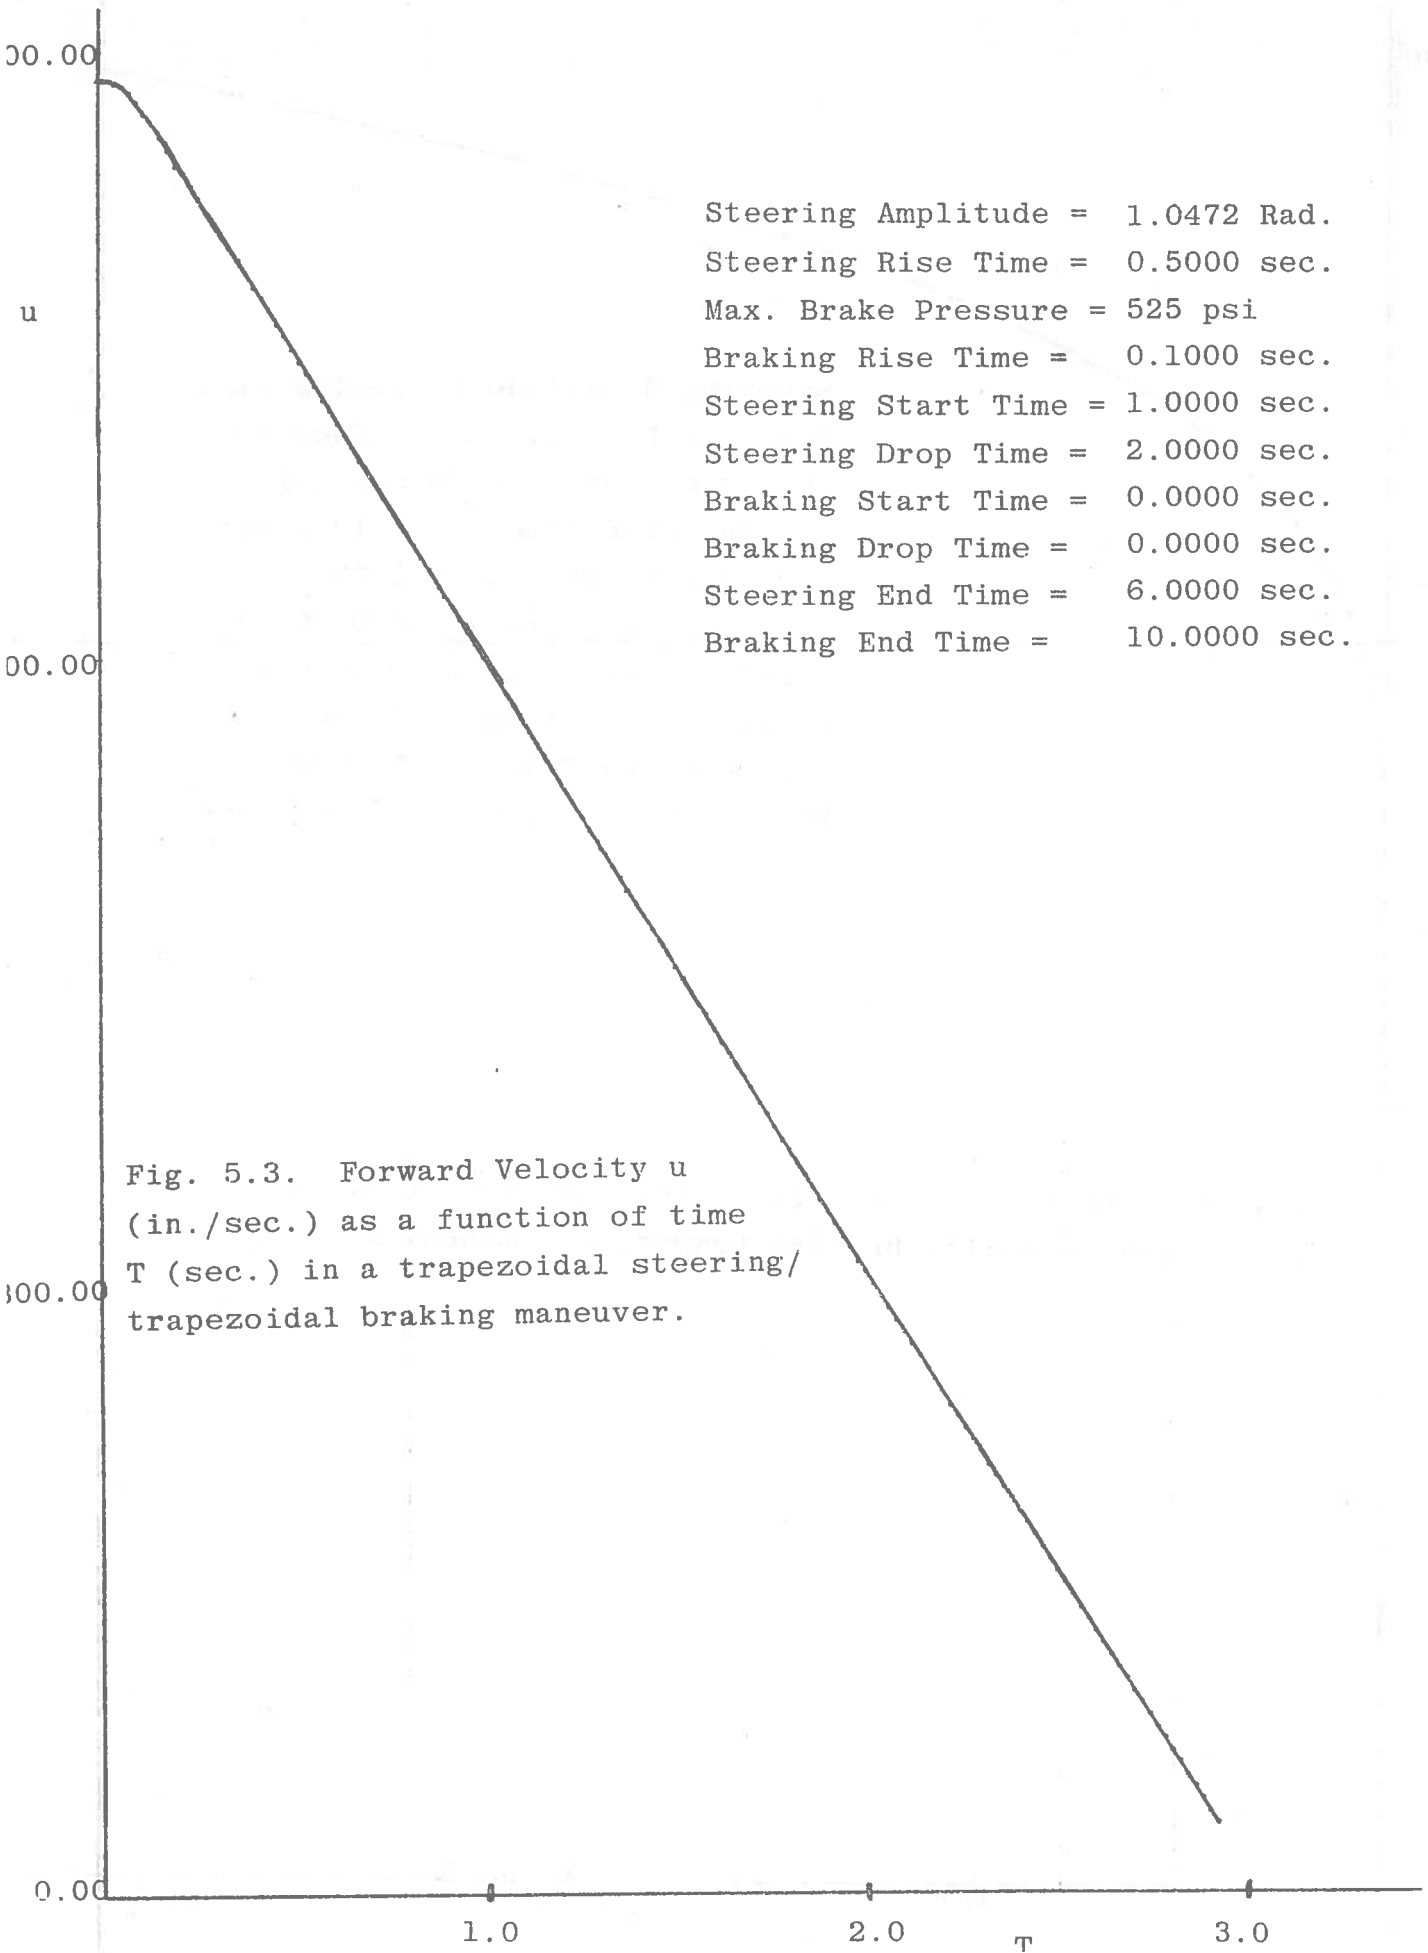 00.00
u
Steering Amplitude = 1.0472 Rad.
Steering Rise Time = 0.5000 sec.
Max. Brake Pressure = 525 psi
Braking Rise Time = 0.1000 sec.
Steering Start Time = 1.0000 sec.
Steering Drop Time = 2.0000 sec.
Braking Start Time = 0.0000 sec.
Braking Drop Time = 0.0000 sec.
Steering End Time = 6.0000 sec.
Braking End Time = 10.0000 sec.
00.00
Fig. 5.3. Forward Velocity u
(in./sec.) as a function of time
T (sec.) in a trapezoidal steering/
300.00
trapezoidal braking maneuver.
0.00
1.0
2.0
T
3.0